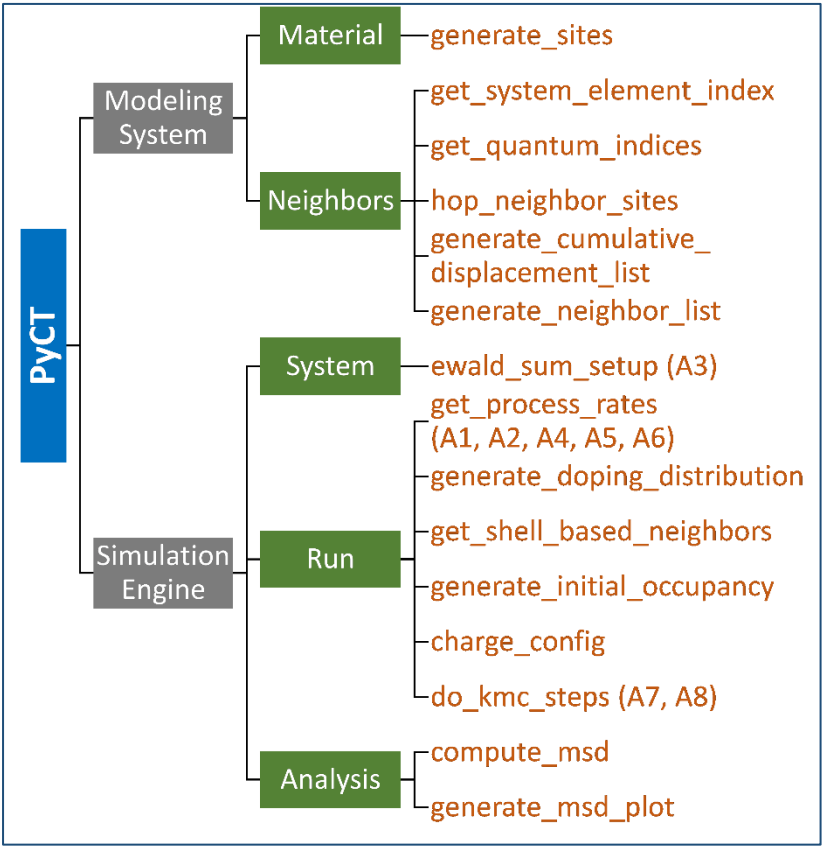 PyCT
Modeling
System
Material
generate_sites
Neighbors
get_system_element_index
get_quantum_indices
hop_neighbor_sites
generate_cumulative_
displacement_list
generate_neighbor_list
Simulation
Engine
System
ewald_sum_setup (A3)
Run
get_process_rates
(A1, A2, A4, A5, A6)
generate_doping_distribution
get_shell_based_neighbors
generate_initial_occupancy
charge_config
do_kmc_steps (A7, A8)
Analysis
compute_msd
generate_msd_plot